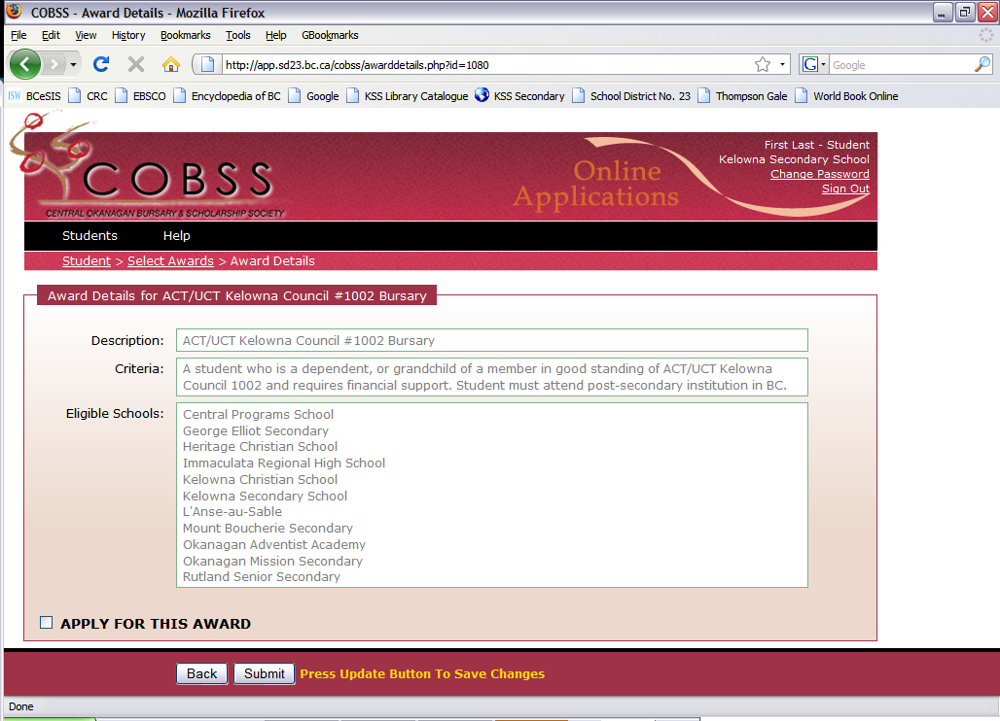 COBSS - Award Details - Mozilla Firefox
File Edit View History Bookmarks Tools Help GBookmarks
http://app.sd23.bc.ca/cobss/awarddetails.php?id=1080
G Google
ISW BCeSIS CRC EBSCO Encyclopedia of BC Google KSS Library Catalogue KSS Secondary School District No. 23 Thompson Gale World Book Online
COBSS
CENTRAL OKANAGAN BURSARY & SCHOLARSHIP SOCIETY
Online
Applications
First Last - Student
Kelowna Secondary School
Change Password
Sign Out
Students Help
Student > Select Awards > Award Details
Award Details for ACT/UCT Kelowna Council #1002 Bursary
Description: ACT/UCT Kelowna Council #1002 Bursary
Criteria: A student who is a dependent, or grandchild of a member in good standing of ACT/UCT Kelowna
Council 1002 and requires financial support. Student must attend post-secondary institution in BC.
Eligible Schools: Central Programs School
George Elliot Secondary
Heritage Christian School
Immaculata Regional High School
Kelowna Christian School
Kelowna Secondary School
L'Anse-au-Sable
Mount Boucherie Secondary
Okanagan Adventist Academy
Okanagan Mission Secondary
Rutland Senior Secondary
APPLY FOR THIS AWARD
Back Submit Press Update Button To Save Changes
Done